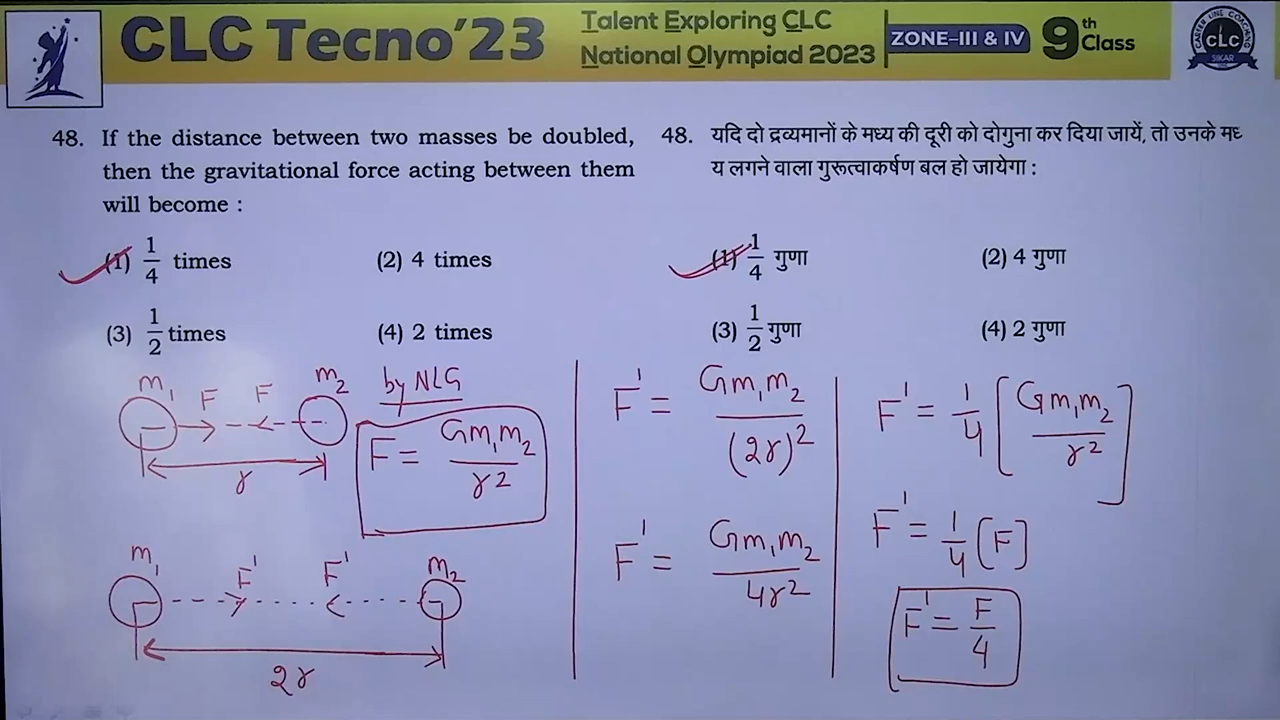 CLC Tecno'23
Talent Exploring CLC
National Olympiad 2023
ZONE-III & IV
9th Class
CAREER LINE COACHING
CLC
SIKAR
48. If the distance between two masses be doubled,
then the gravitational force acting between them
will become :
(1) 1/4 times (2) 4 times
(3) 1/2 times (4) 2 times
48. यदि दो द्रव्यमानों के मध्य की दूरी को दोगुना कर दिया जायें, तो उनके मध
य लगने वाला गुरूत्वाकर्षण बल हो जायेगा :
(1) 1/4 गुणा (2) 4 गुणा
(3) 1/2 गुणा (4) 2 गुणा
m₁ F F m₂
r
by NLG
F = Gm₁m₂/r²
m₁ F' F' m₂
2r
F' = Gm₁m₂/(2r)²
F' = Gm₁m₂/4r²
F' = 1/4 [Gm₁m₂/r²]
F' = 1/4 (F)
F' = F/4